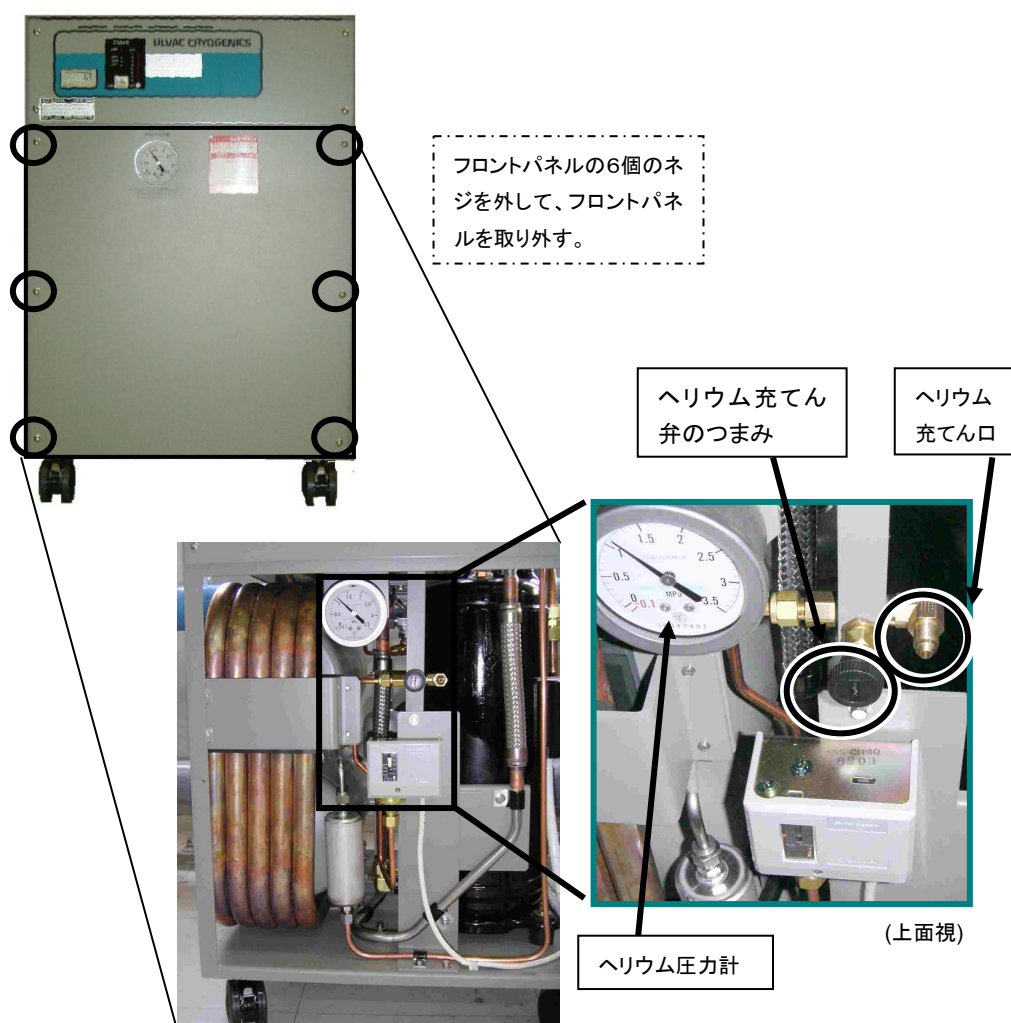 ULVAC CRYOGENICS
フロントパネルの6個のネ
ジを外して、フロントパネ
ルを取り外す。
ヘリウム充てん
弁のつまみ
ヘリウム
充てん口
0
0.5
1
1.5
2
2.5
3
3.5
-0.1
MPa
(上面視)
ヘリウム圧力計